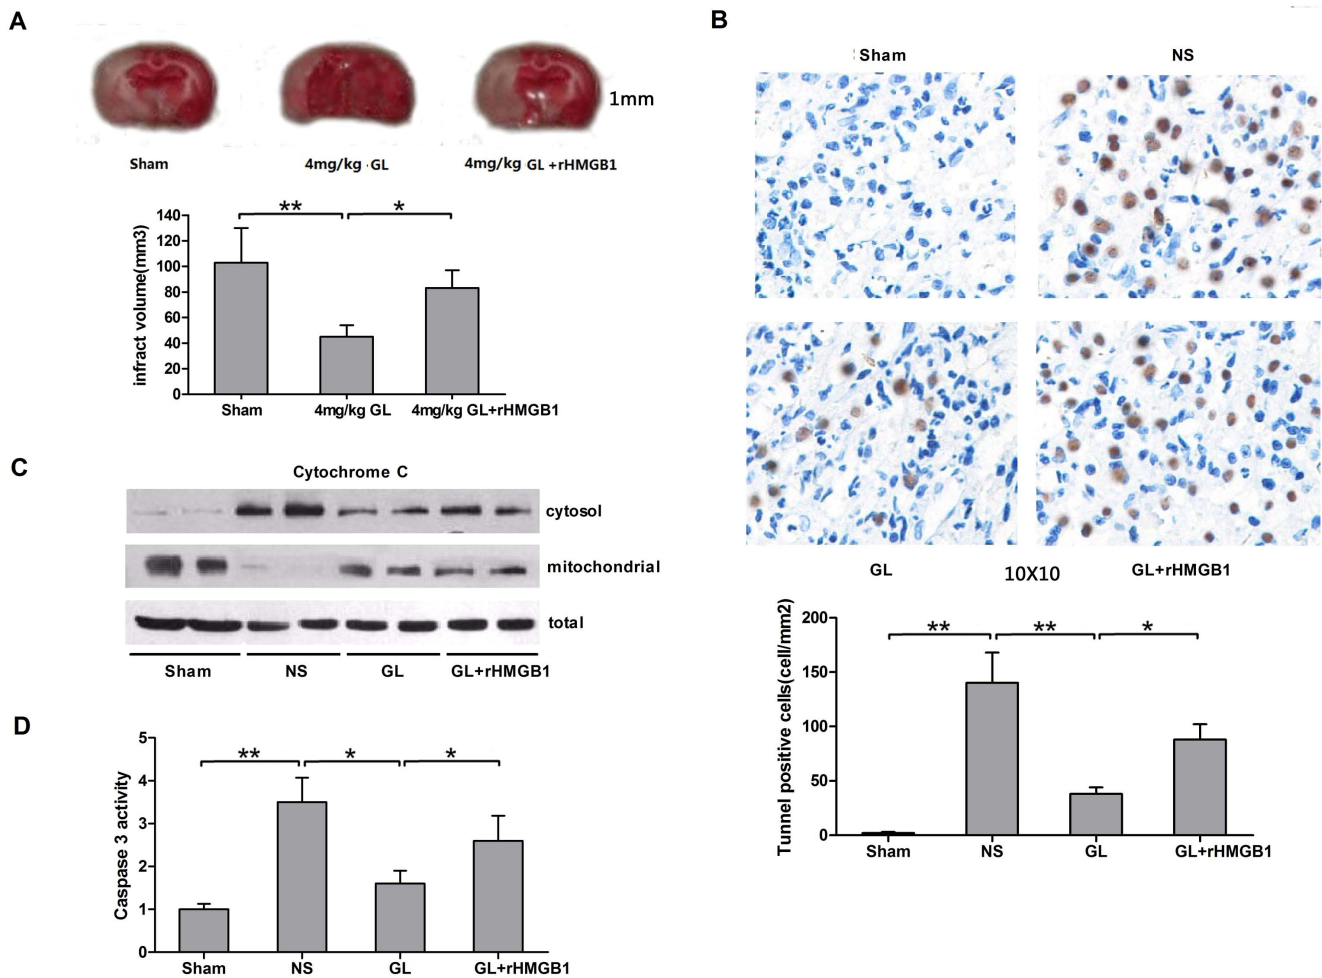 A
1mm
Sham
4mg/kg GL
4mg/kg GL+rHMGB1
infract volume(mm3)
140
120
100
80
60
40
20
0
**
*
Sham
4mg/kg GL
4mg/kg GL+rHMGB1
B
Sham
NS
GL
10X10
GL+rHMGB1
Tunnel positive cells(cell/mm2)
200
150
100
50
0
**
**
*
Sham
NS
GL
GL+rHMGB1
C
Cytochrome C
cytosol
mitochondrial
total
Sham
NS
GL
GL+rHMGB1
D
Caspase 3 activity
5
4
3
2
1
0
**
*
*
Sham
NS
GL
GL+rHMGB1